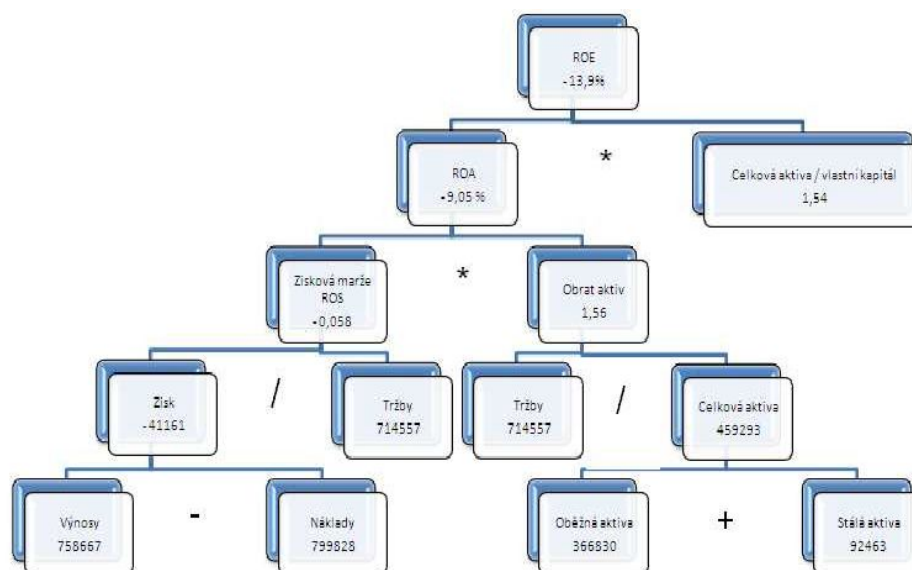 ROE
-13,9%
ROA
-9,05 %
*
Celková aktiva / vlastní kapitál
1,54
Zisková marže
ROS
-0,058
*
Obrat aktiv
1,56
Zisk
-41161
/
Tržby
714557
Tržby
714557
/
Celková aktiva
459293
Výnosy
758667
-
Náklady
799828
Oběžná aktiva
366830
+
Stálá aktiva
92463